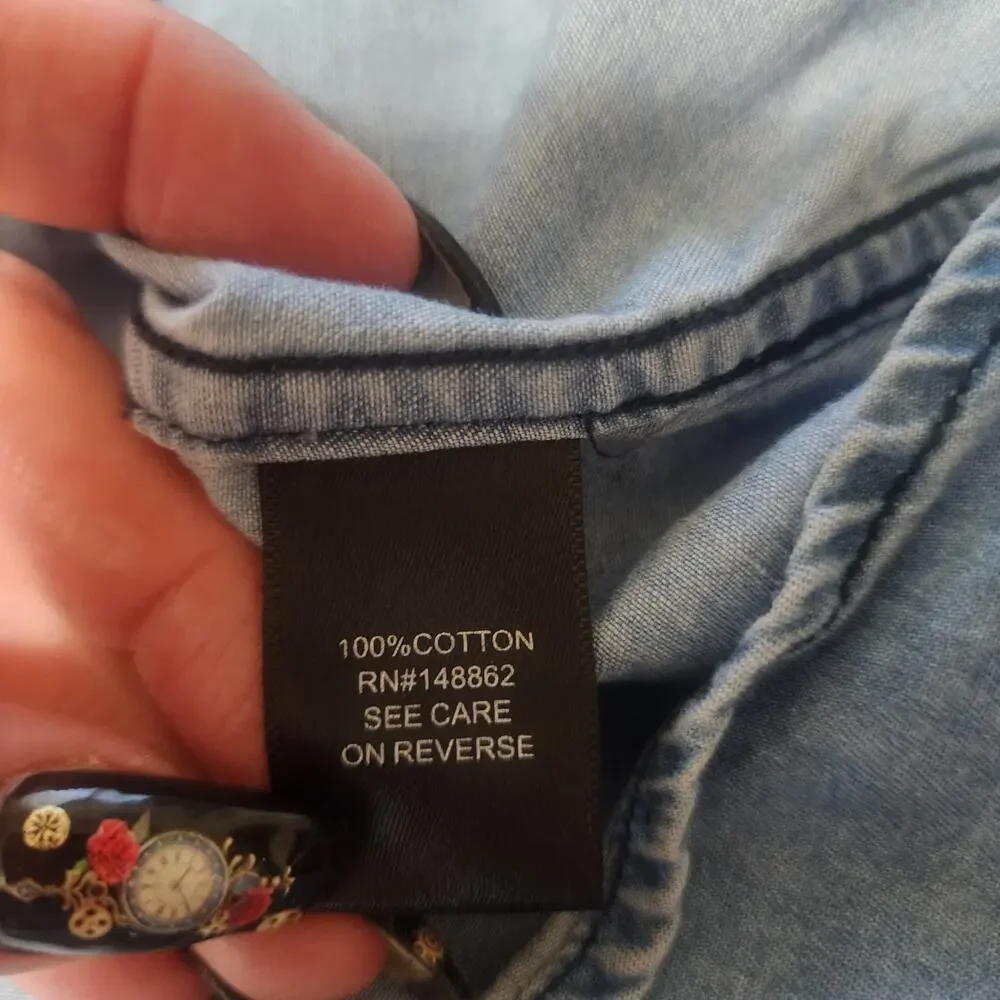 100%COTTON
RN#148862
SEE CARE
ON REVERSE